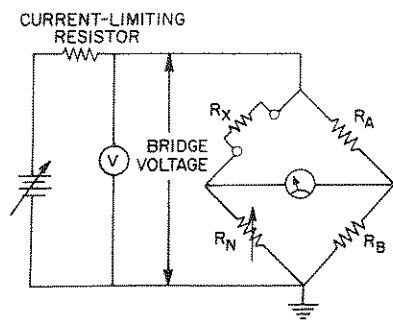 CURRENT-LIMITING
RESISTOR
RX
RA
BRIDGE
VOLTAGE
V
RN
RB